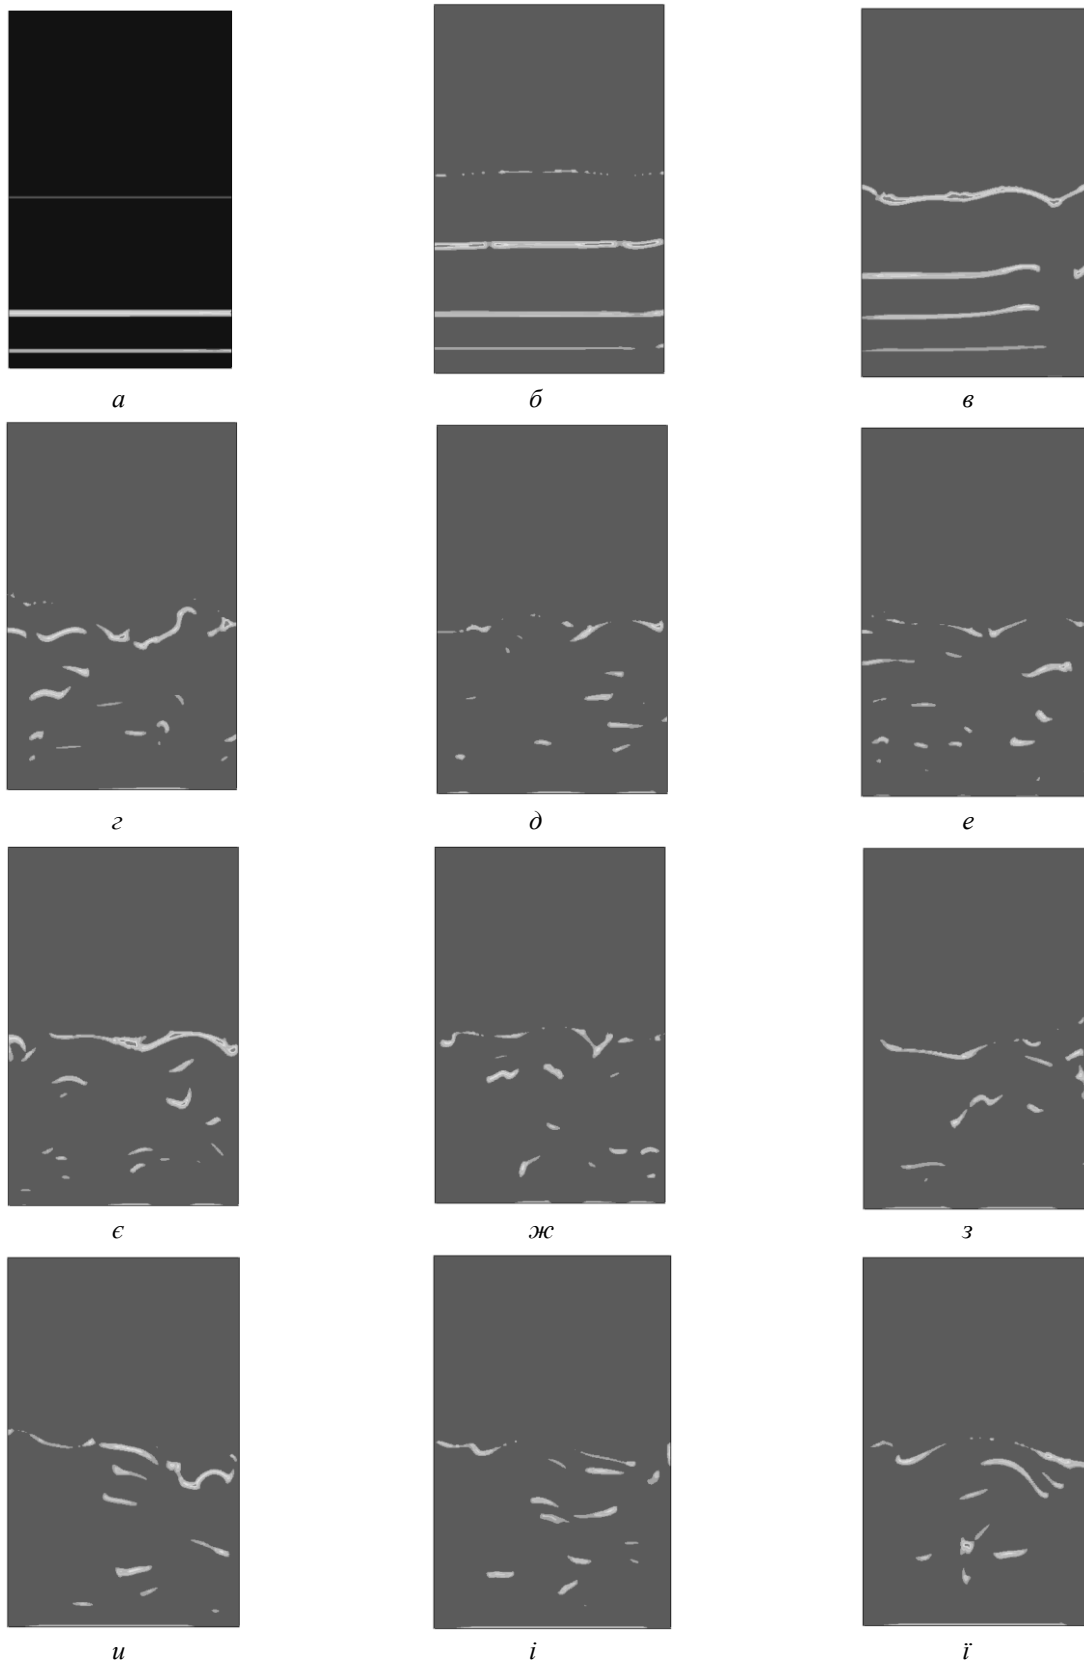 а
б
в
г
д
е
є
ж
з
и
і
ї